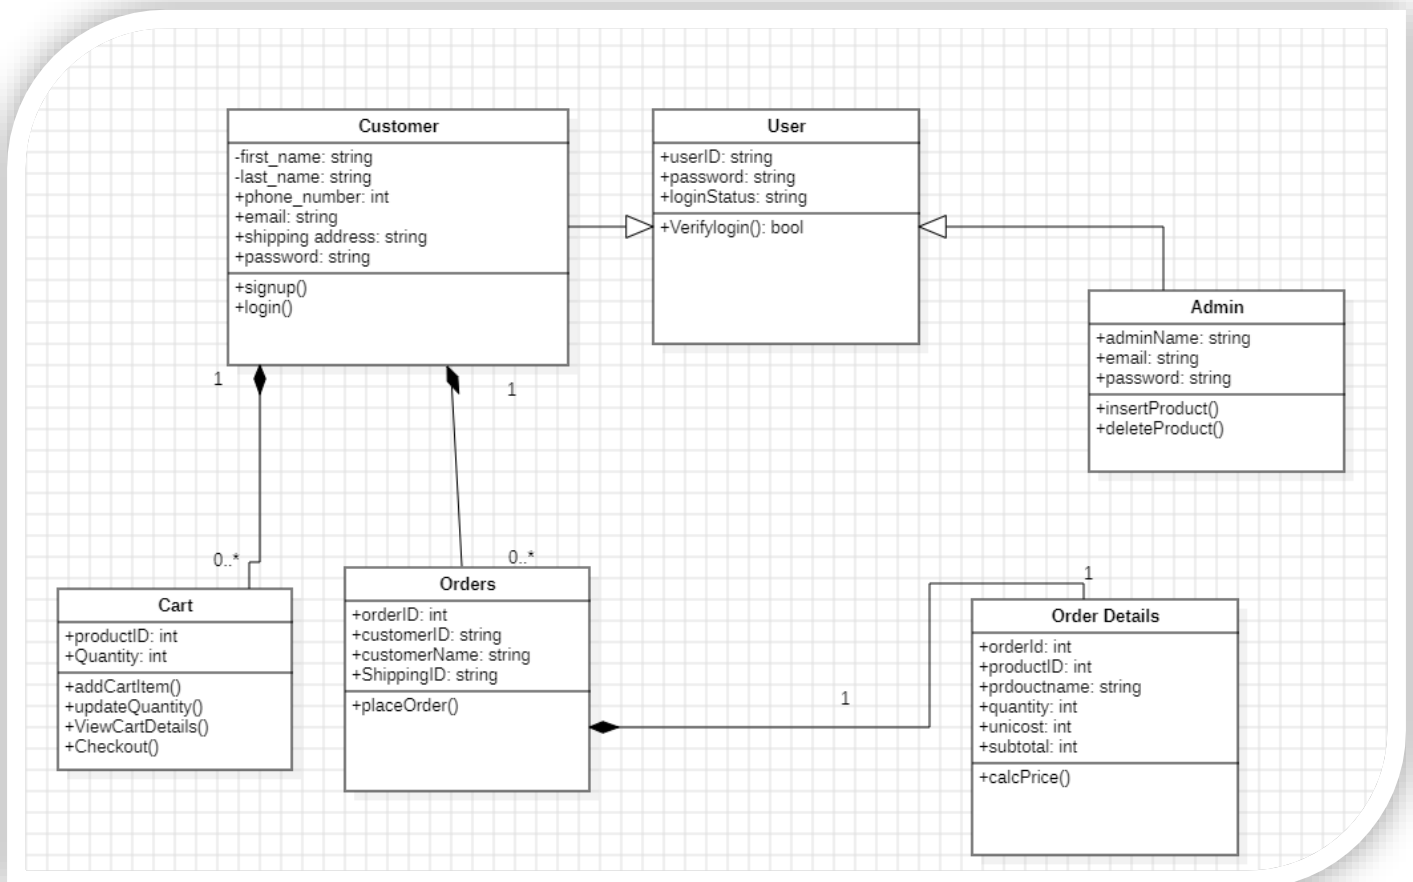 Customer
-first_name: string
-last_name: string
+phone_number: int
+email: string
+shipping address: string
+password: string
+signup()
+login()
User
+userID: string
+password: string
+loginStatus: string
+Verifylogin(): bool
Admin
+adminName: string
+email: string
+password: string
+insertProduct()
+deleteProduct()
1
1
0..*
0..*
Cart
+productID: int
+Quantity: int
+addCartItem()
+updateQuantity()
+ViewCartDetails()
+Checkout()
Orders
+orderID: int
+customerID: string
+customerName: string
+ShippingID: string
+placeOrder()
1
1
Order Details
+orderId: int
+productID: int
+prdouctname: string
+quantity: int
+unicost: int
+subtotal: int
+calcPrice()